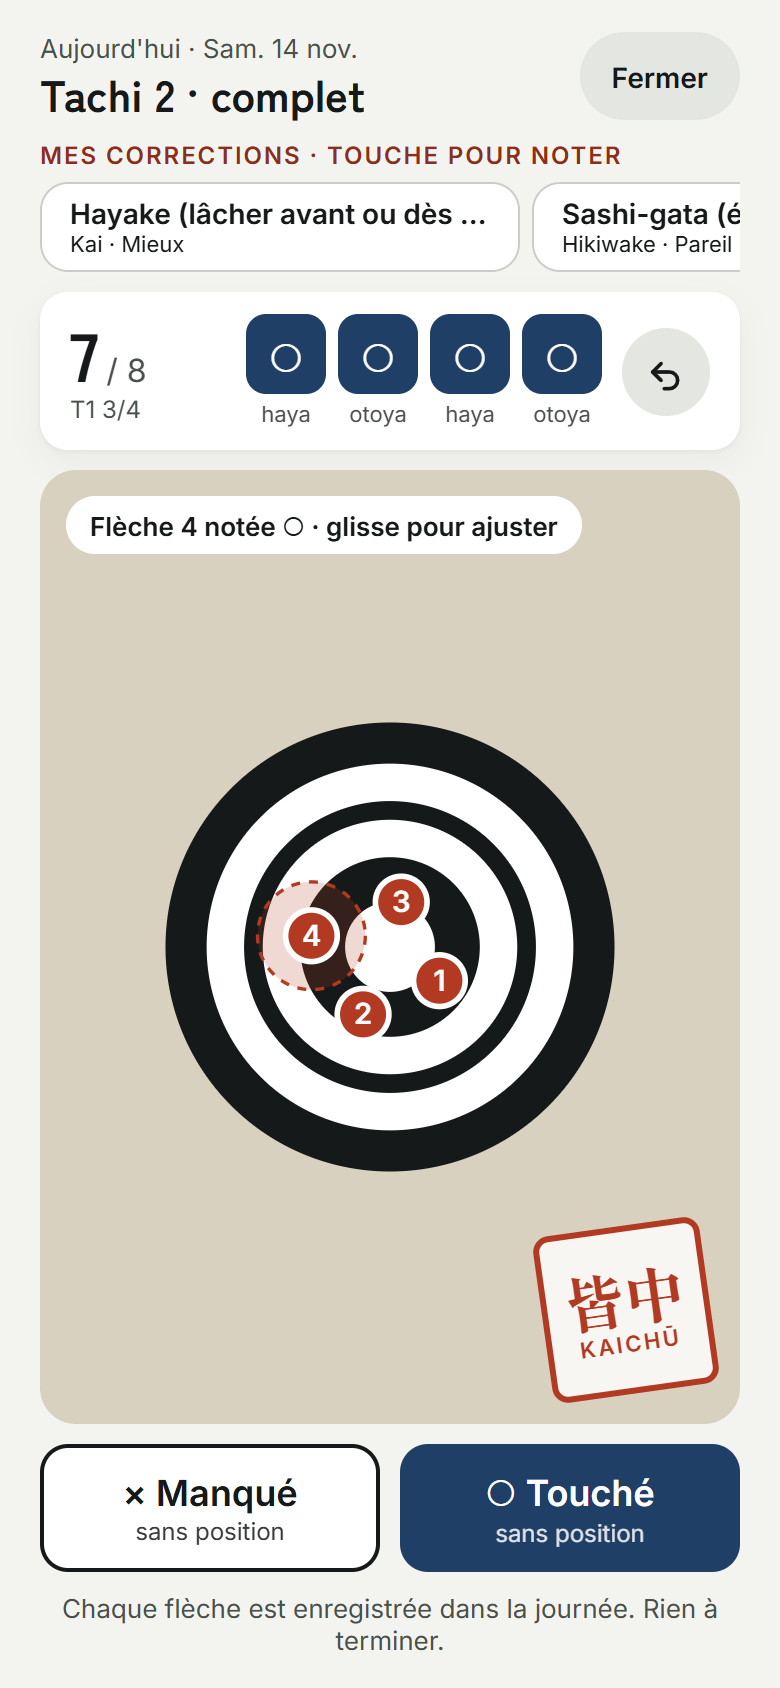 Aujourd'hui · Sam. 14 nov.
Tachi 2 · complet
Fermer
MES CORRECTIONS · TOUCHE POUR NOTER
Hayake (lâcher avant ou dès ...
Kai · Mieux
Sashi-gata (é
Hikiwake · Pareil
7 / 8
T1 3/4
○ ○ ○ ○
haya otoya haya otoya
Flèche 4 notée ○ · glisse pour ajuster
3
4
1
2
皆中
KAICHŪ
× Manqué
sans position
○ Touché
sans position
Chaque flèche est enregistrée dans la journée. Rien à
terminer.